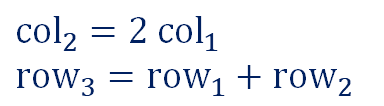 col₂ = 2 col₁
row₃ = row₁ + row₂